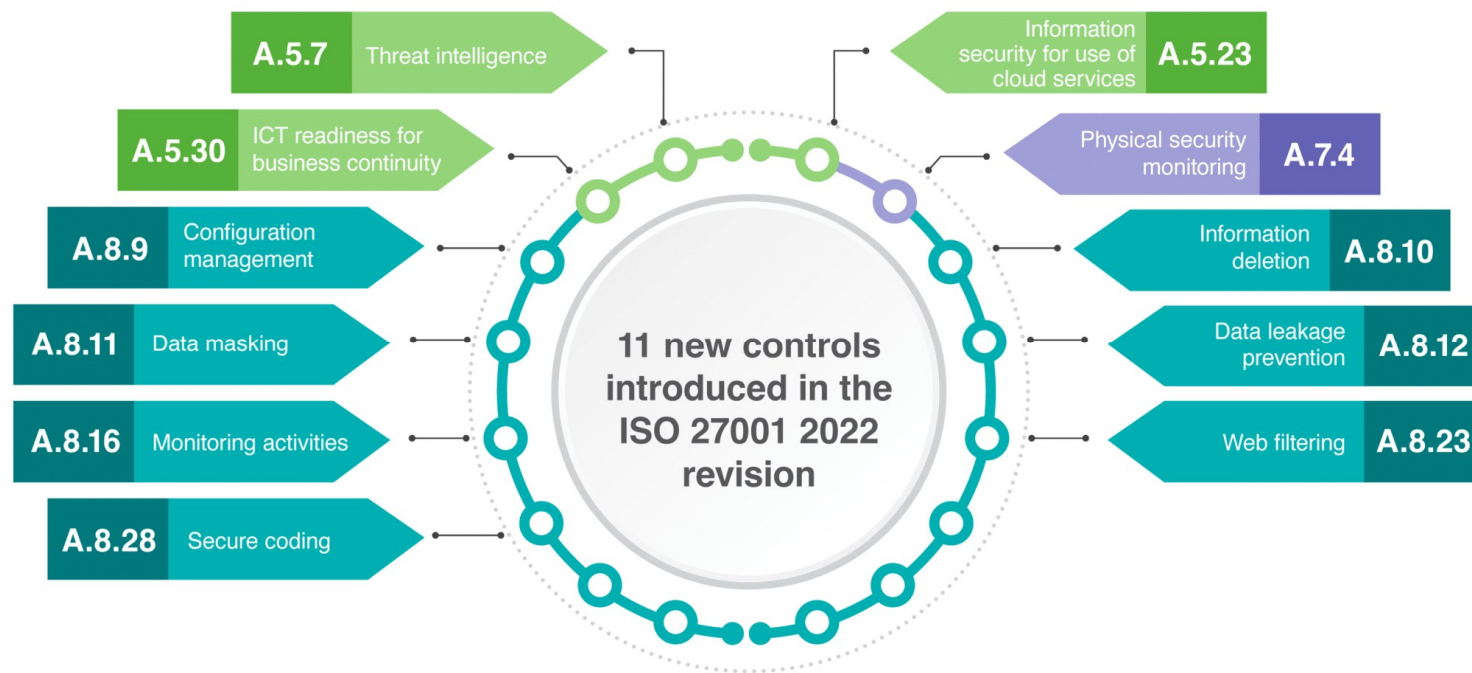 A.5.7
Threat intelligence
Information
security for use of
cloud services
A.5.23
A.5.30
ICT readiness for
business continuity
Physical security
monitoring
A.7.4
A.8.9
Configuration
management
Information
deletion
A.8.10
A.8.11
Data masking
Data leakage
prevention
A.8.12
A.8.16
Monitoring activities
Web filtering
A.8.23
A.8.28
Secure coding
11 new controls
introduced in the
ISO 27001 2022
revision